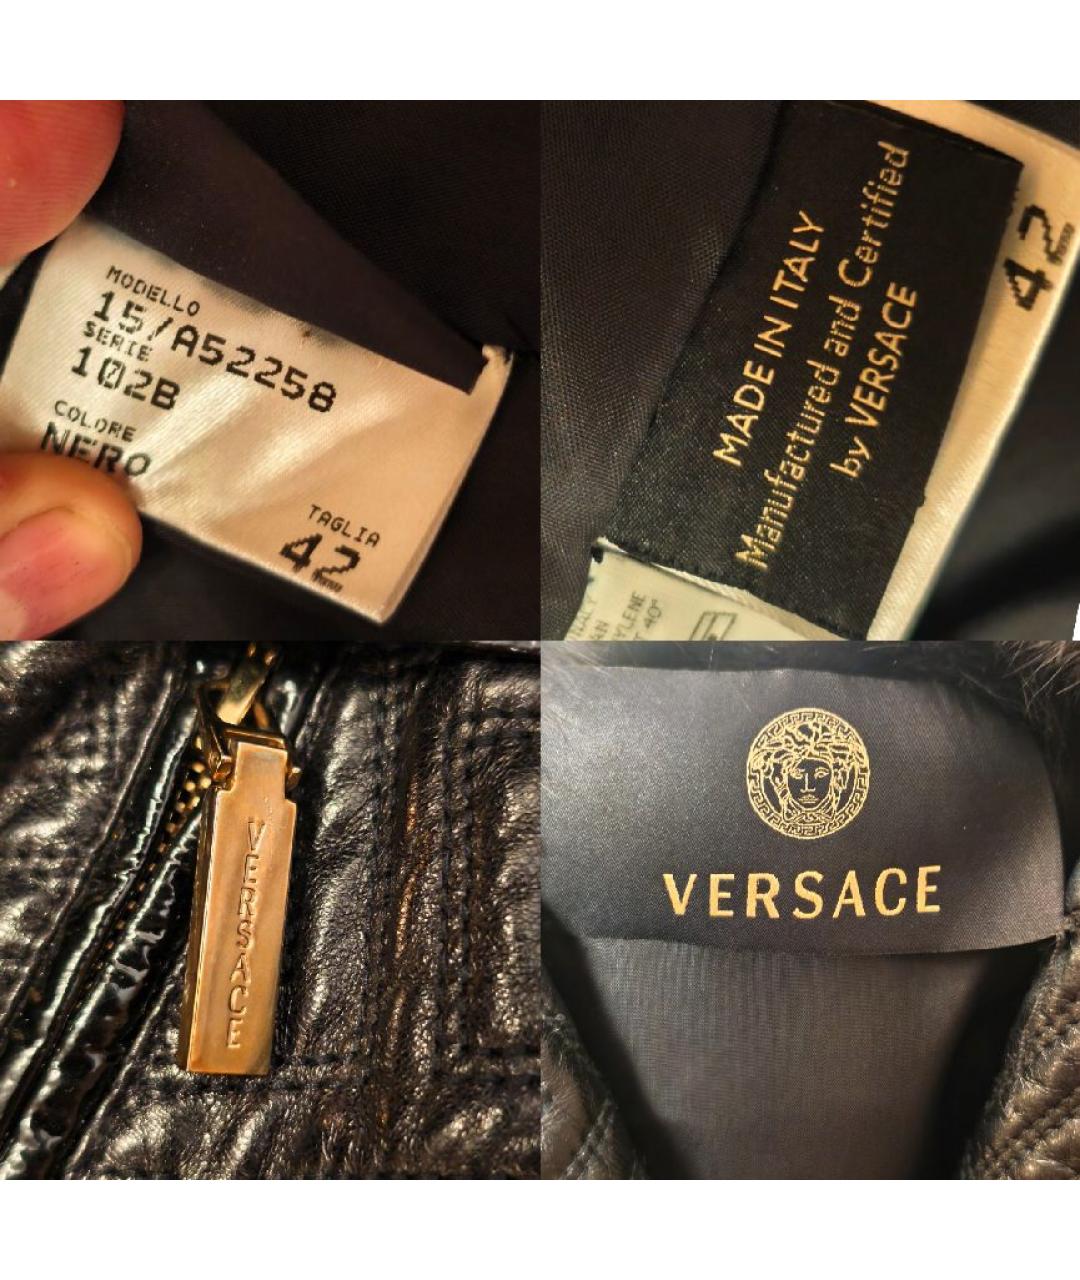 MODELLO
15/A52258
SERIE
102B
COLORE
NERO
TAGLIA
42
MADE IN ITALY
Manufactured and Certified
by VERSACE
42
40°
VERSACE
VERSACE